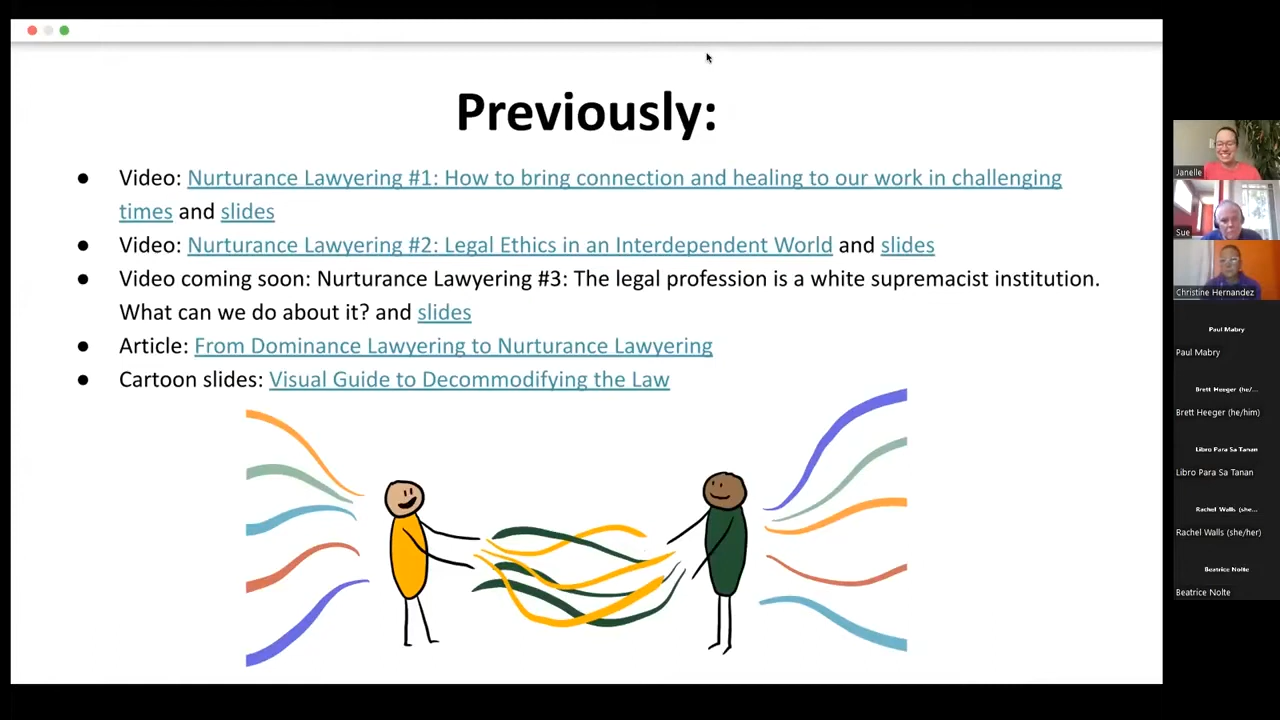 Previously:
● Video: Nurturance Lawyering #1: How to bring connection and healing to our work in challenging
times and slides
● Video: Nurturance Lawyering #2: Legal Ethics in an Interdependent World and slides
● Video coming soon: Nurturance Lawyering #3: The legal profession is a white supremacist institution.
What can we do about it? and slides
● Article: From Dominance Lawyering to Nurturance Lawyering
● Cartoon slides: Visual Guide to Decommodifying the Law
Janelle
Sue
Christine Hernandez
Paul Mabry
Paul Mabry
Brett Heeger (he/...
Brett Heeger (he/him)
Libro Para Sa Tanan
Libro Para Sa Tanan
Rachel Walls (she...
Rachel Walls (she/her)
Beatrice Nolte
Beatrice Nolte